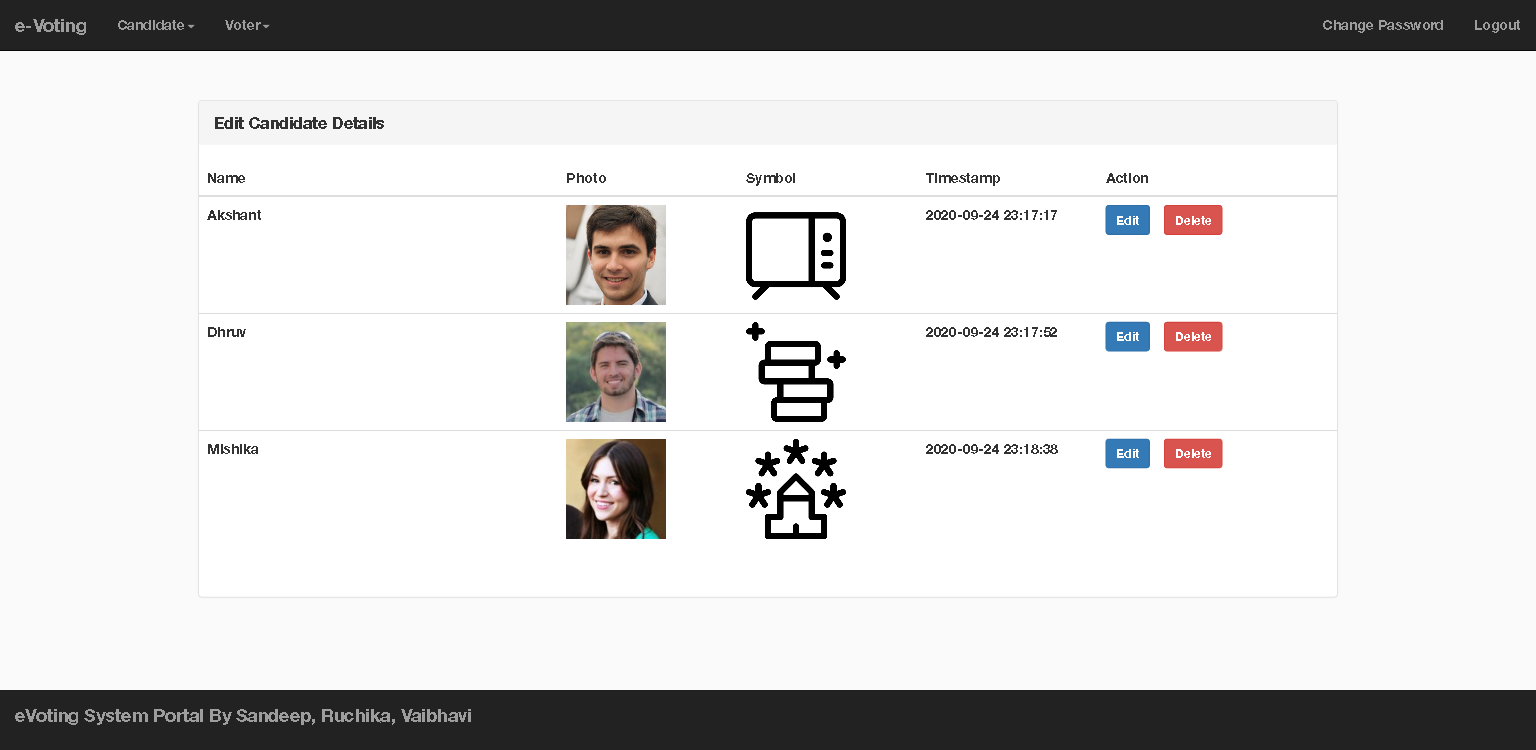 e-Voting Candidate Voter Change Password Logout
Edit Candidate Details
Name Photo Symbol Timestamp Action
Akshant 2020-09-24 23:17:17 Edit Delete
Dhruv 2020-09-24 23:17:52 Edit Delete
Mishika 2020-09-24 23:18:38 Edit Delete
eVoting System Portal By Sandeep, Ruchika, Vaibhavi